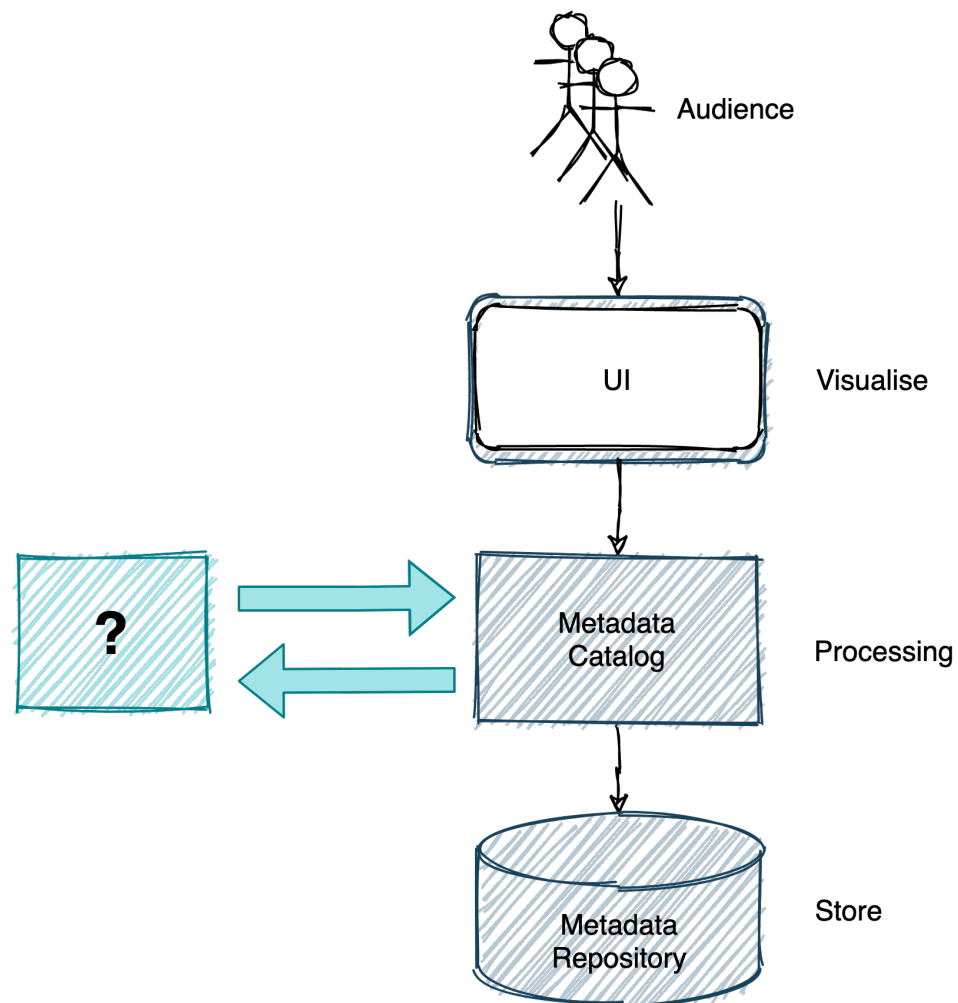 Audience
UI
Visualise
?
Metadata
Catalog
Processing
Metadata
Repository
Store